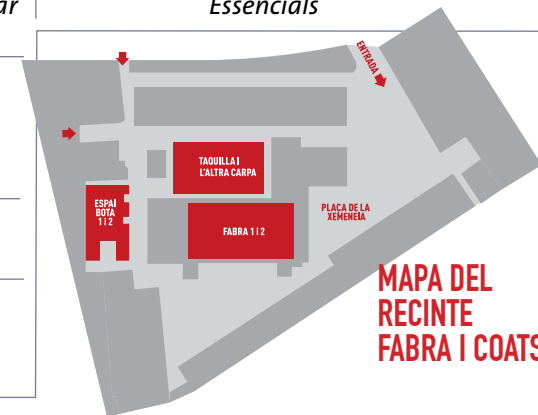 ar
Essencials
ENTRADA
TAQUILLA I
L'ALTRA CARPA
ESPAI
BOTA
1 i 2
FABRA 1 i 2
PLAÇA DE LA
XEMENEIA
MAPA DEL
RECINTE
FABRA I COATS